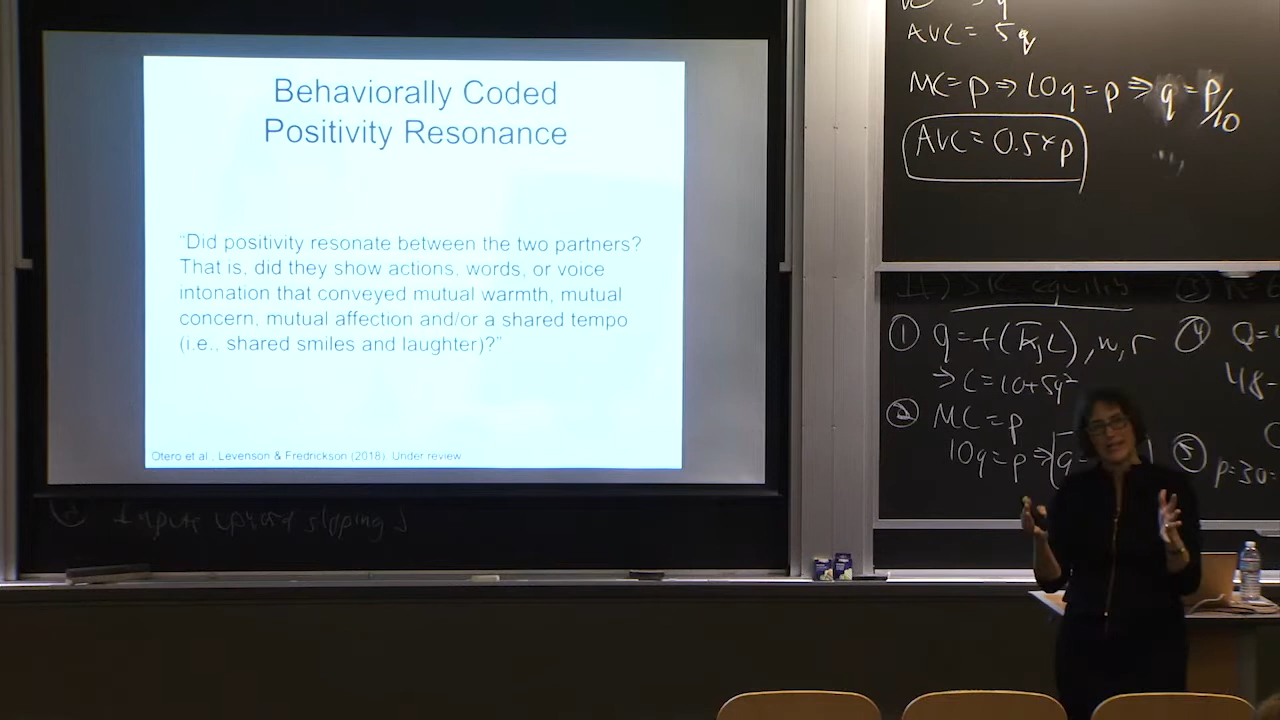 Behaviorally Coded
Positivity Resonance
"Did positivity resonate between the two partners?
That is, did they show actions, words, or voice
intonation that conveyed mutual warmth, mutual
concern, mutual affection and/or a shared tempo
(i.e., shared smiles and laughter)?"
Otero et al., Levenson & Fredrickson (2018). Under review
AVC = 5q
MC = p ⇒ 10q = p ⇒ q = p/10
AVC = 0.5 * p
① q = f(K, L), w, r
⇒ C = 10 + 5q²
② MC = p
10q = p ⇒ q =
④ Q =
48 -
⑤ p = 30 =
upward sloping